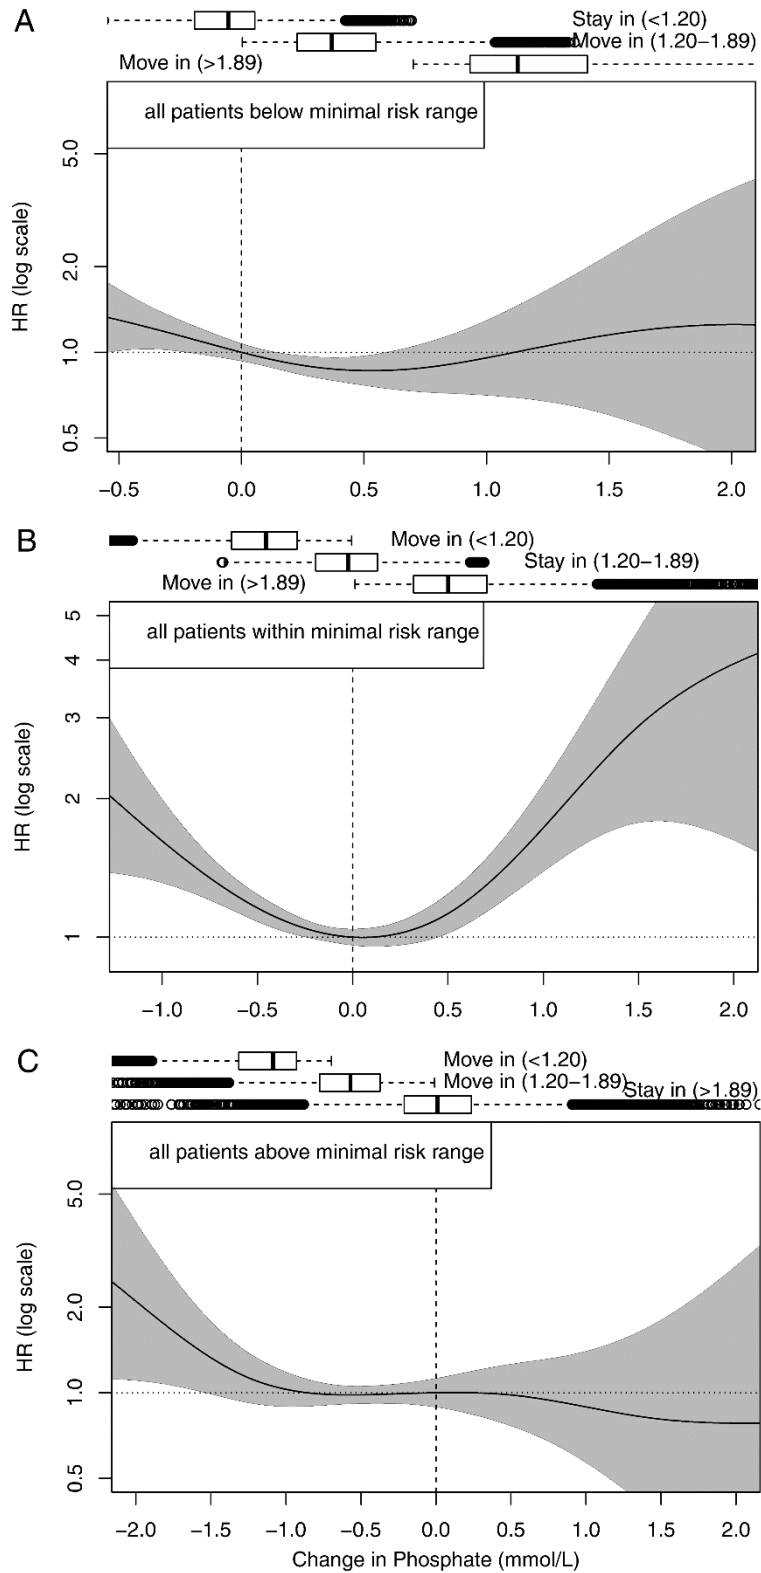 A
Stay in (<1.20)
Move in (1.20−1.89)
Move in (>1.89)
all patients below minimal risk range
HR (log scale)
5.0
2.0
1.0
0.5
−0.5 0.0 0.5 1.0 1.5 2.0
B
Move in (<1.20)
Stay in (1.20−1.89)
Move in (>1.89)
all patients within minimal risk range
HR (log scale)
5
4
3
2
1
−1.0 −0.5 0.0 0.5 1.0 1.5 2.0
C
Move in (<1.20)
Move in (1.20−1.89)
Stay in (>1.89)
all patients above minimal risk range
HR (log scale)
5.0
2.0
1.0
0.5
−2.0 −1.5 −1.0 −0.5 0.0 0.5 1.0 1.5 2.0
Change in Phosphate (mmol/L)